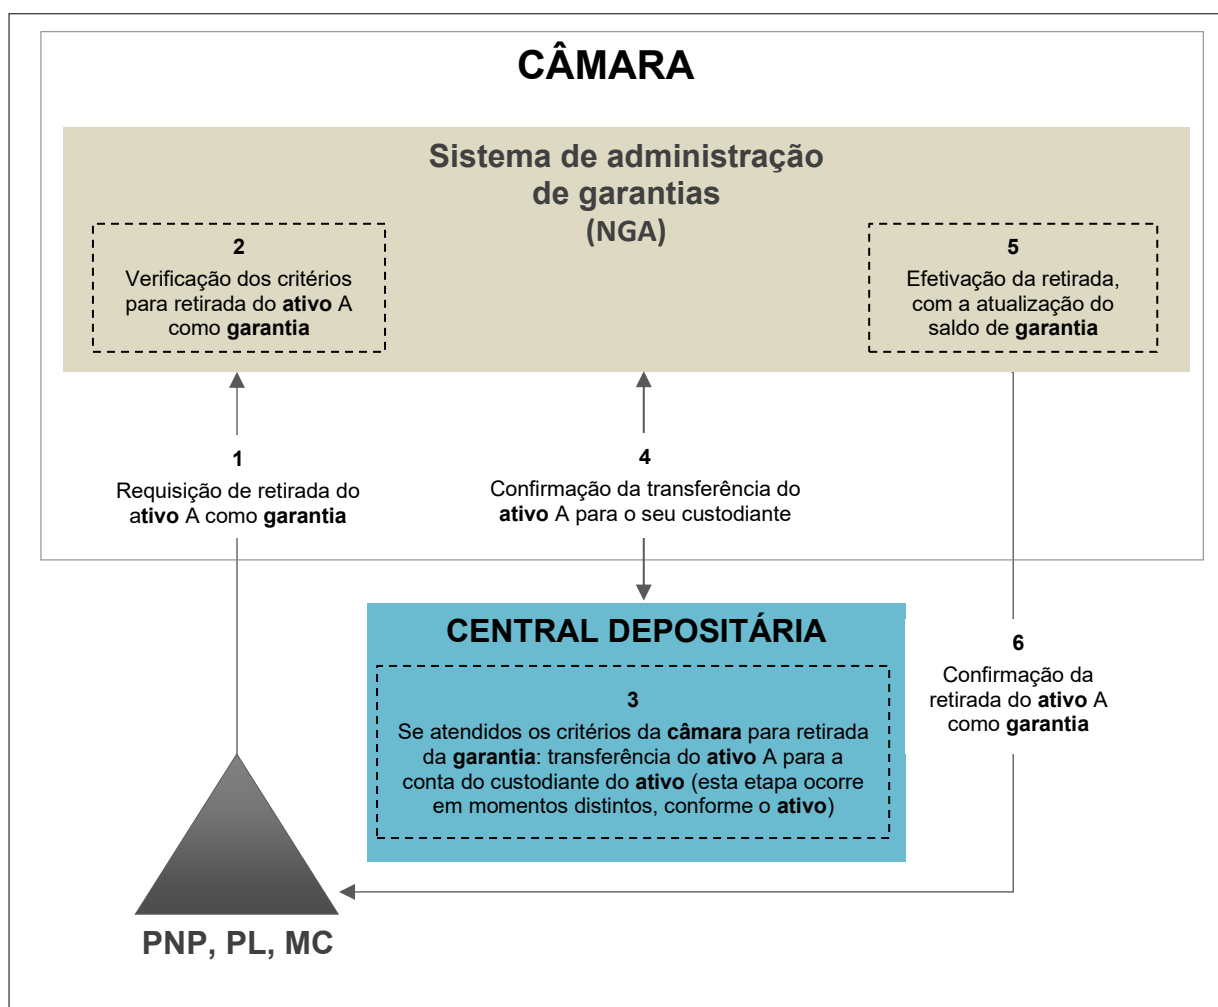 CÂMARA
Sistema de administração
de garantias
(NGA)
2
Verificação dos critérios
para retirada do ativo A
como garantia
5
Efetivação da retirada,
com a atualização do
saldo de garantia
1
Requisição de retirada do
ativo A como garantia
4
Confirmação da transferência do
ativo A para o seu custodiante
CENTRAL DEPOSITÁRIA
3
Se atendidos os critérios da câmara para retirada
da garantia: transferência do ativo A para a
conta do custodiante do ativo (esta etapa ocorre
em momentos distintos, conforme o ativo)
6
Confirmação da
retirada do ativo A
como garantia
PNP, PL, MC